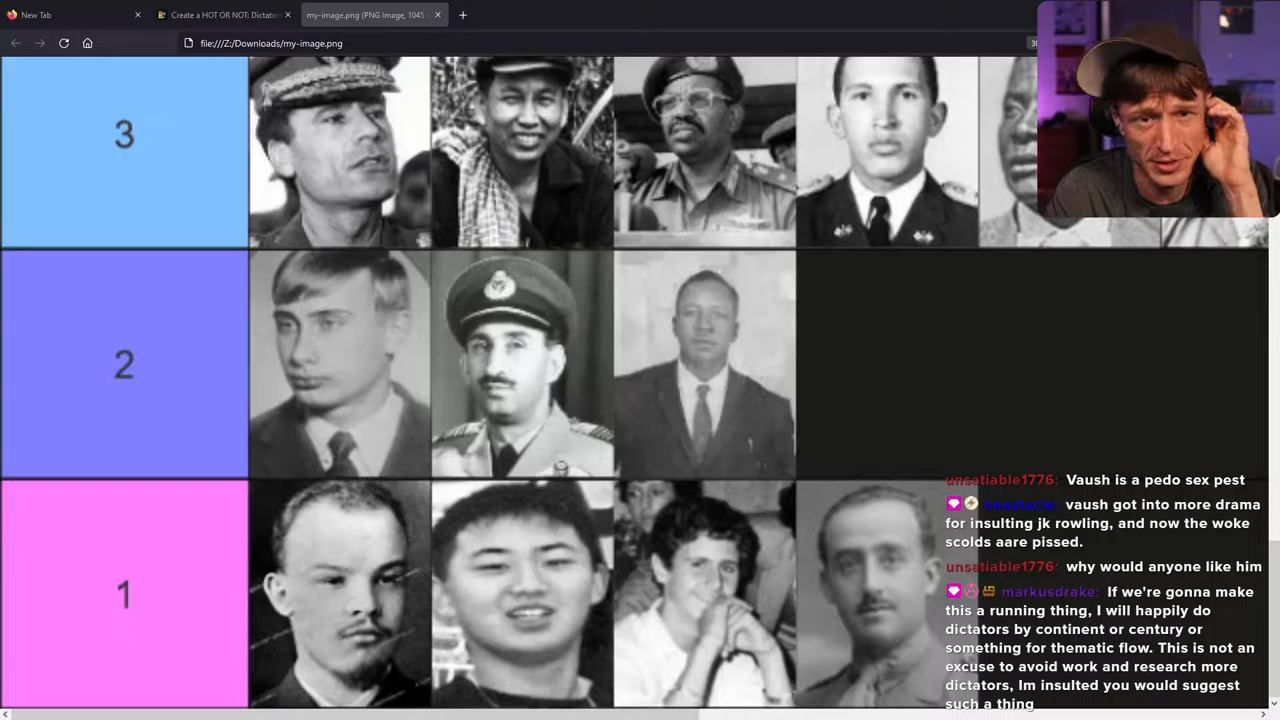 New Tab
Create a HOT OR NOT: Dictator
my-image.png (PNG Image, 1045
file:///Z:/Downloads/my-image.png
30
3
2
1
unsatiable1776: Vaush is a pedo sex pest
beastacle: vaush got into more drama
for insulting jk rowling, and now the woke
scolds aare pissed.
unsatiable1776: why would anyone like him
markusdrake: If we're gonna make
this a running thing, I will happily do
dictators by continent or century or
something for thematic flow. This is not an
excuse to avoid work and research more
dictators, Im insulted you would suggest
such a thing